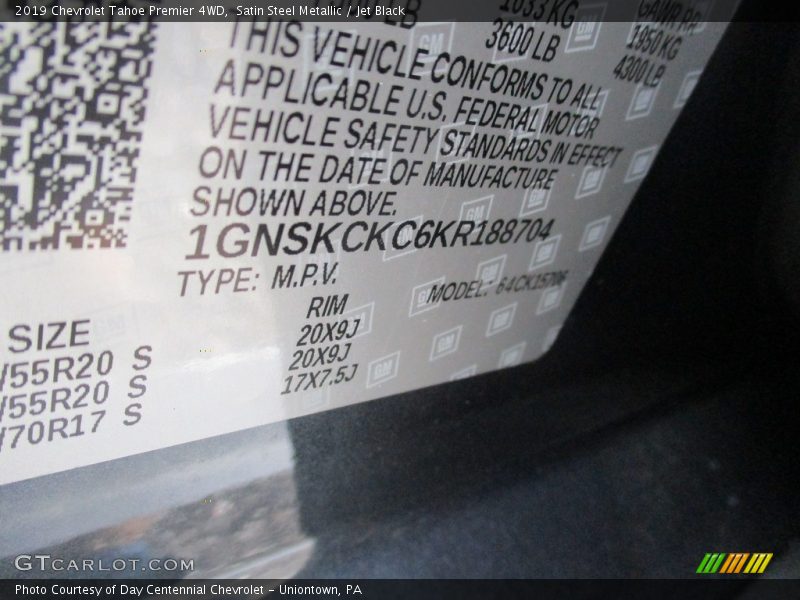 2019 Chevrolet Tahoe Premier 4WD,  Satin Steel Metallic / Jet Black
LB
1633 KG
3600 LB
GAWR RR
1950 KG
4300 LB
THIS VEHICLE CONFORMS TO ALL
APPLICABLE U.S. FEDERAL MOTOR
VEHICLE SAFETY STANDARDS IN EFFECT
ON THE DATE OF MANUFACTURE
SHOWN ABOVE.
1GNSKCKC6KR188704
TYPE: M.P.V.
MODEL: 64CK15706
SIZE
RIM
/55R20 S
20X9J
/55R20 S
20X9J
/70R17 S
17X7.5J
GM
GTCARLOT.COM
Photo Courtesy of Day Centennial Chevrolet - Uniontown, PA